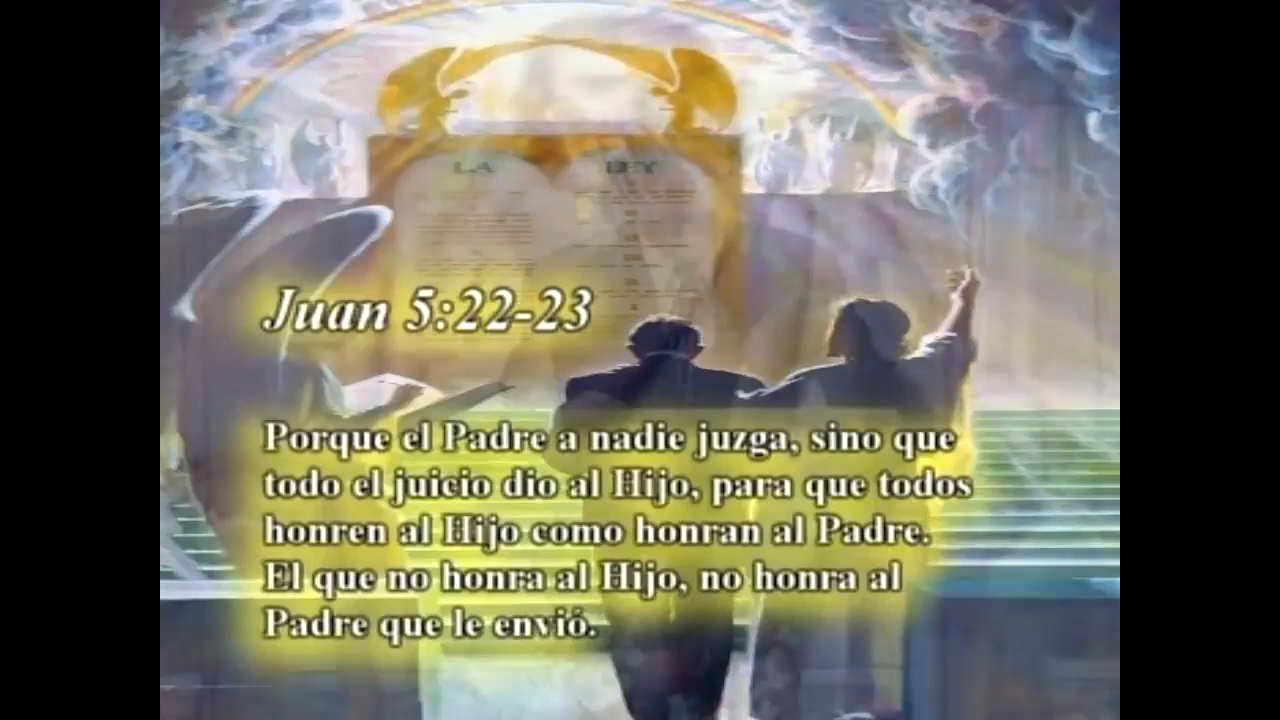 LA LEY
Juan 5:22-23
Porque el Padre a nadie juzga, sino que
todo el juicio dio al Hijo, para que todos
honren al Hijo como honran al Padre.
El que no honra al Hijo, no honra al
Padre que le envió.